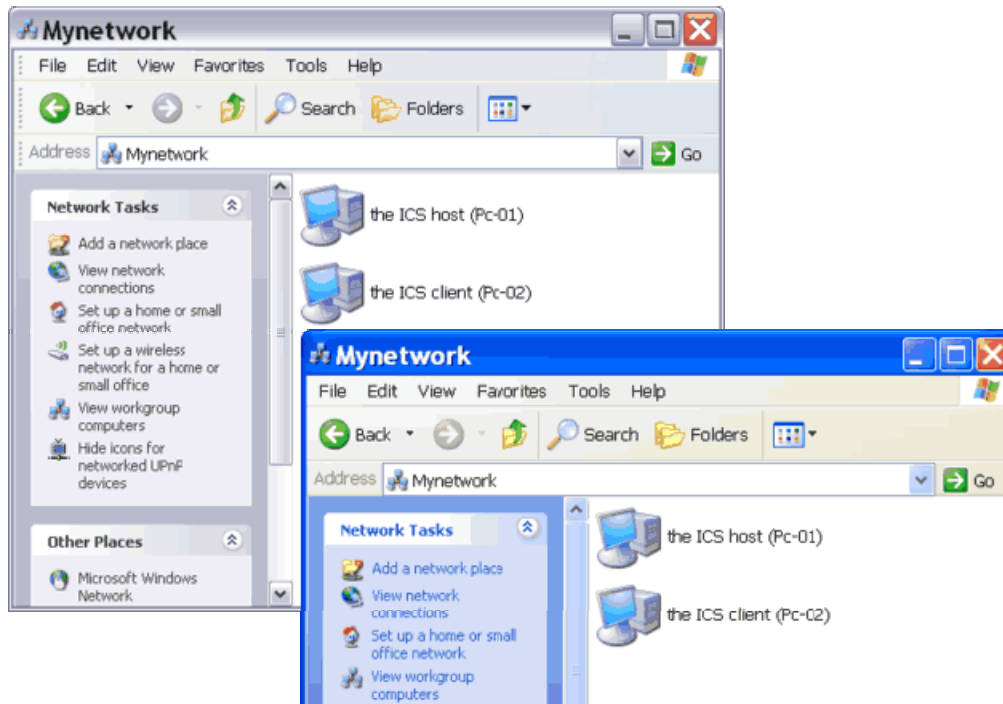 Mynetwork
File Edit View Favorites Tools Help
Back Search Folders
Address Mynetwork Go
Network Tasks
Add a network place
View network
connections
Set up a home or small
office network
Set up a wireless
network for a home or
small office
View workgroup
computers
Hide icons for
networked UPnP
devices
Other Places
Microsoft Windows
Network
the ICS host (Pc-01)
the ICS client (Pc-02)
Mynetwork
File Edit View Favorites Tools Help
Back Search Folders
Address Mynetwork Go
Network Tasks
Add a network place
View network
connections
Set up a home or small
office network
View workgroup
computers
the ICS host (Pc-01)
the ICS client (Pc-02)